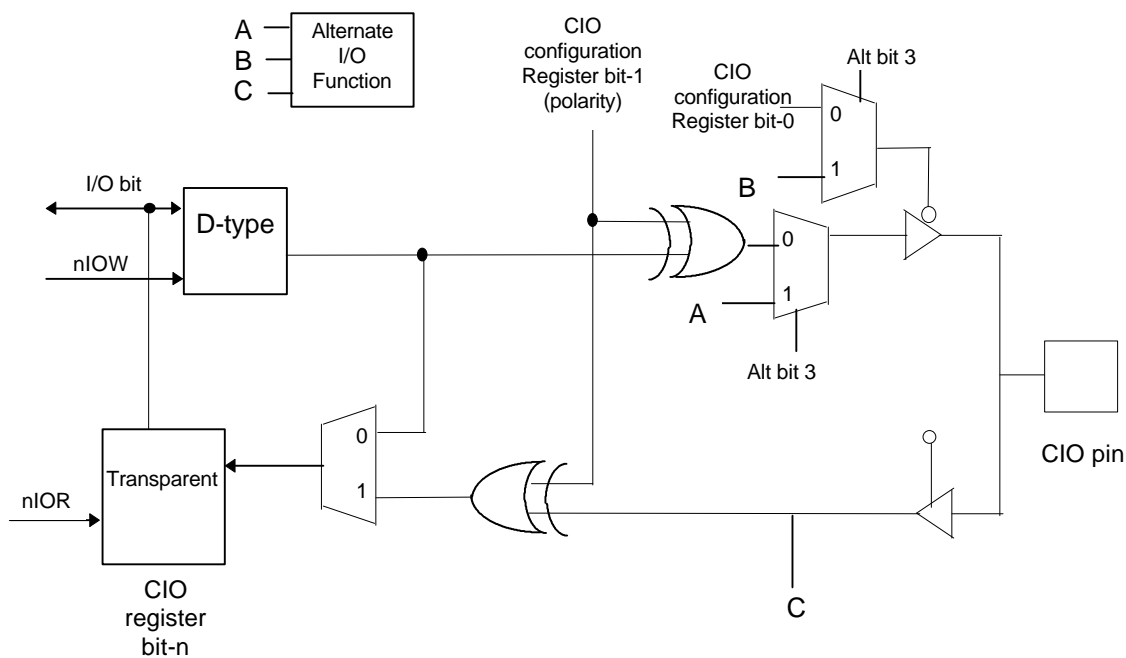 A
B
C
Alternate
I/O
Function
CIO
configuration
Register bit-1
(polarity)
CIO
configuration
Register bit-0
Alt bit 3
0
1
B
I/O bit
nIOW
D-type
0
1
A
Alt bit 3
CIO pin
Transparent
nIOR
0
1
C
CIO
register
bit-n